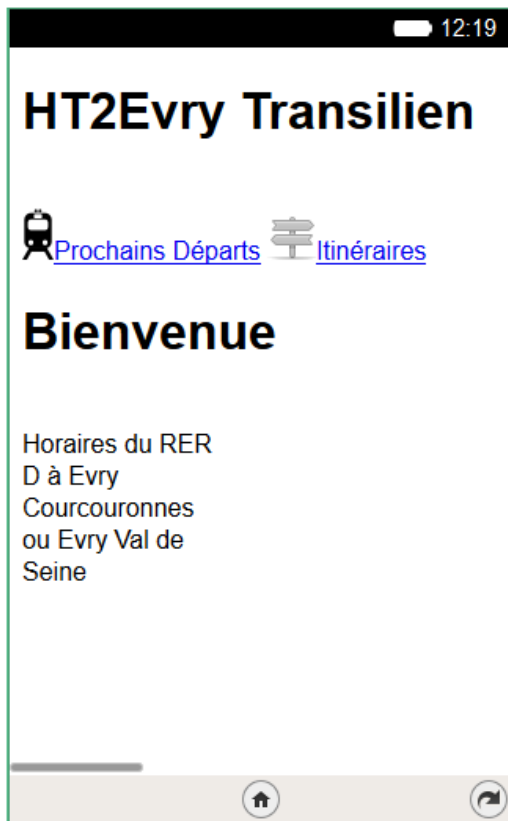 12:19
HT2Evry Transilien
Prochains Départs Itinéraires
Bienvenue
Horaires du RER
D à Evry
Courcouronnes
ou Evry Val de
Seine